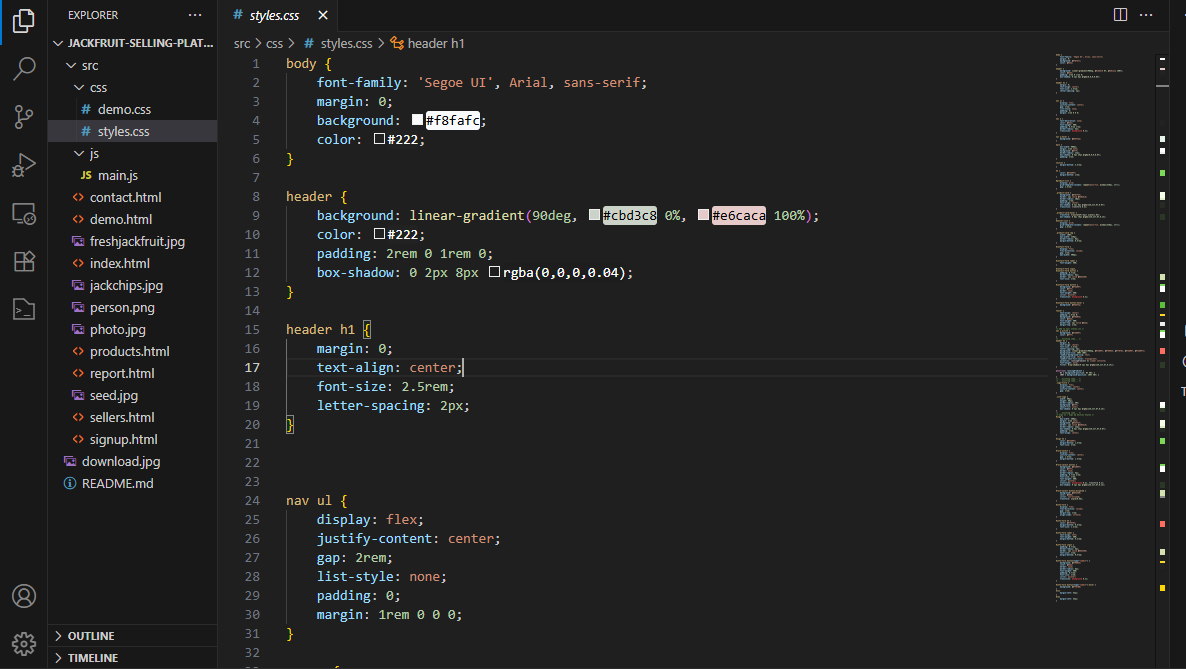 EXPLORER
JACKFRUIT-SELLING-PLAT...
src
css
# demo.css
# styles.css
js
JS main.js
<> contact.html
<> demo.html
freshjackfruit.jpg
<> index.html
jackchips.jpg
person.png
photo.jpg
<> products.html
<> report.html
seed.jpg
<> sellers.html
<> signup.html
download.jpg
README.md
OUTLINE
TIMELINE
# styles.css
src > css > # styles.css > header h1
1 body {
2 font-family: 'Segoe UI', Arial, sans-serif;
3 margin: 0;
4 background: #f8fafc;
5 color: #222;
6 }
7
8 header {
9 background: linear-gradient(90deg, #cbd3c8 0%, #e6caca 100%);
10 color: #222;
11 padding: 2rem 0 1rem 0;
12 box-shadow: 0 2px 8px rgba(0,0,0,0.04);
13 }
14
15 header h1 {
16 margin: 0;
17 text-align: center;
18 font-size: 2.5rem;
19 letter-spacing: 2px;
20 }
21
22
23
24 nav ul {
25 display: flex;
26 justify-content: center;
27 gap: 2rem;
28 list-style: none;
29 padding: 0;
30 margin: 1rem 0 0 0;
31 }
32